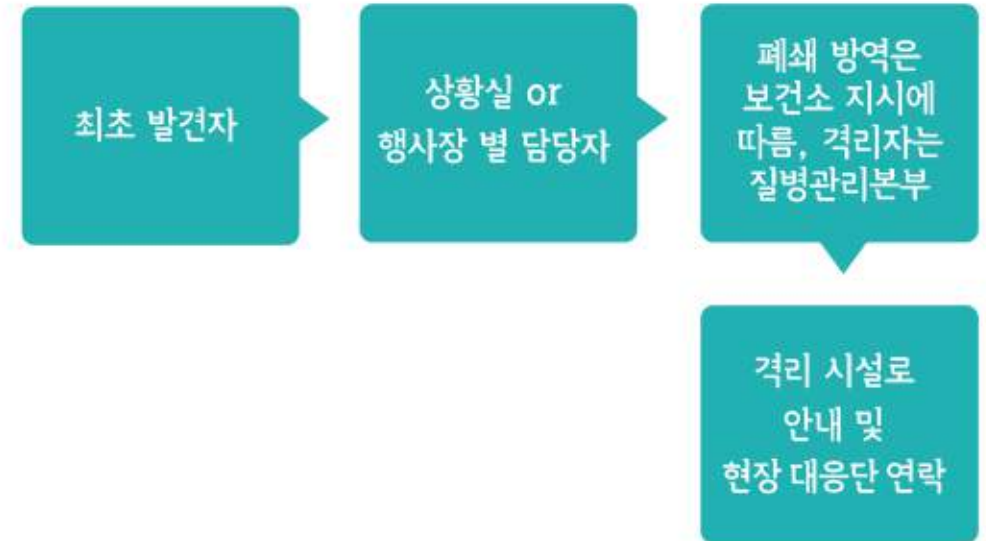 최초 발견자
상황실 or
행사장 별 담당자
폐쇄 방역은
보건소 지시에
따름, 격리자는
질병관리본부
격리 시설로
안내 및
현장 대응단 연락